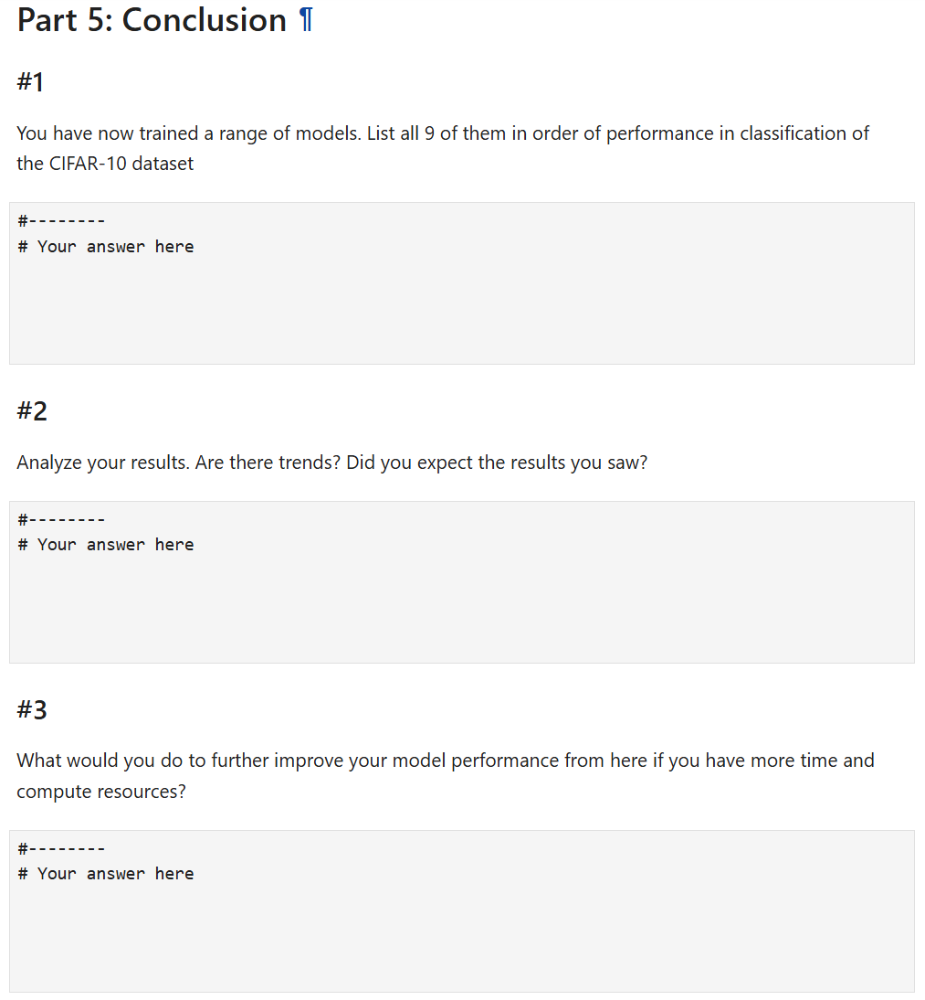 Part 5: Conclusion ¶
#1
You have now trained a range of models. List all 9 of them in order of performance in classification of
the CIFAR-10 dataset
#--------
# Your answer here
#2
Analyze your results. Are there trends? Did you expect the results you saw?
#--------
# Your answer here
#3
What would you do to further improve your model performance from here if you have more time and
compute resources?
#--------
# Your answer here